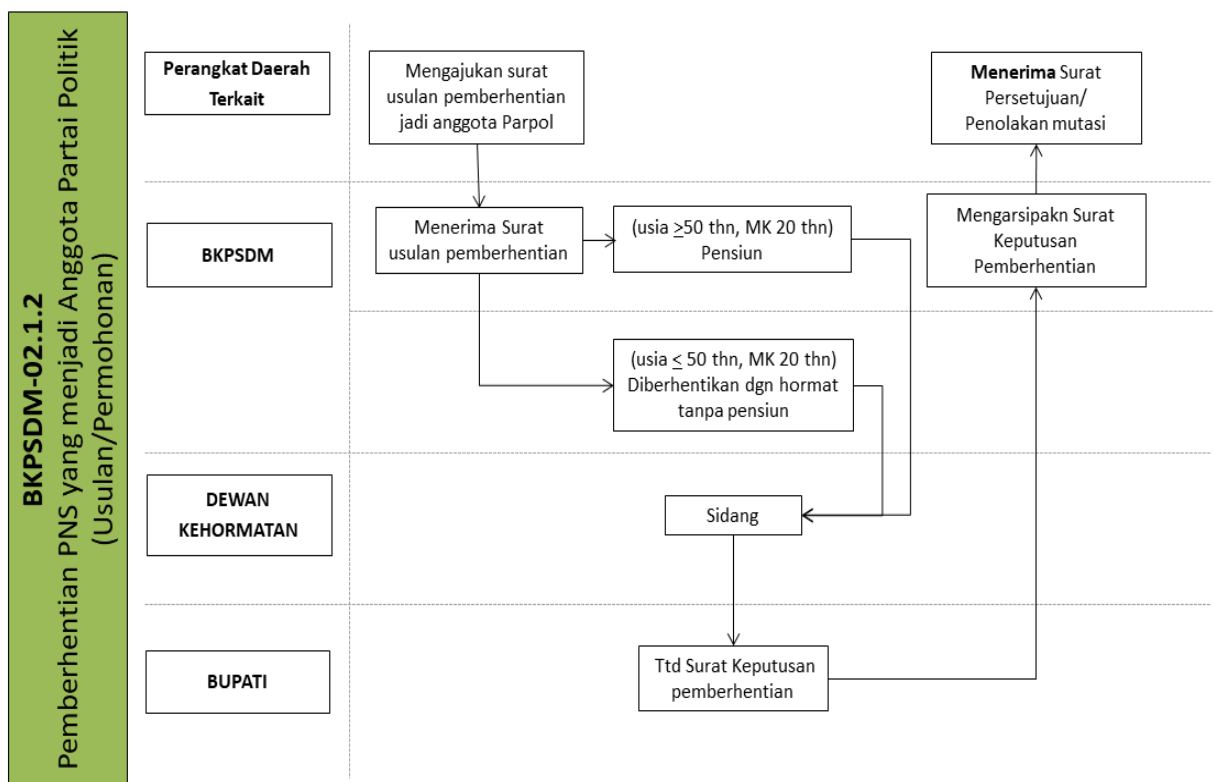 BKPSDM-02.1.2
Pemberhentian PNS yang menjadi Anggota Partai Politik
(Usulan/Permohonan)
Perangkat Daerah
Terkait
Mengajukan surat
usulan pemberhentian
jadi anggota Parpol
Menerima Surat
Persetujuan/
Penolakan mutasi
BKPSDM
Menerima Surat
usulan pemberhentian
(usia >50 thn, MK 20 thn)
Pensiun
Mengarsipakn Surat
Keputusan
Pemberhentian
(usia < 50 thn, MK 20 thn)
Diberhentikan dgn hormat
tanpa pensiun
DEWAN
KEHORMATAN
Sidang
BUPATI
Ttd Surat Keputusan
pemberhentian